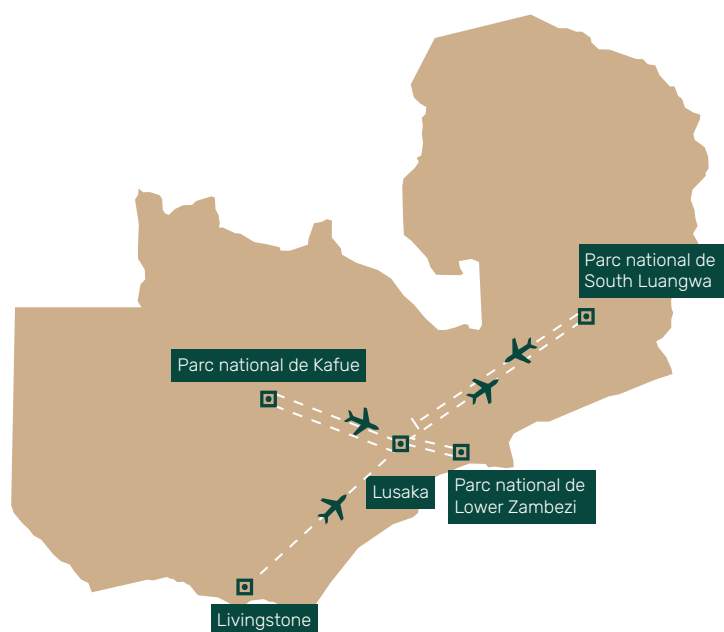 Parc national de
South Luangwa
Parc national de Kafue
Lusaka
Parc national de
Lower Zambezi
Livingstone